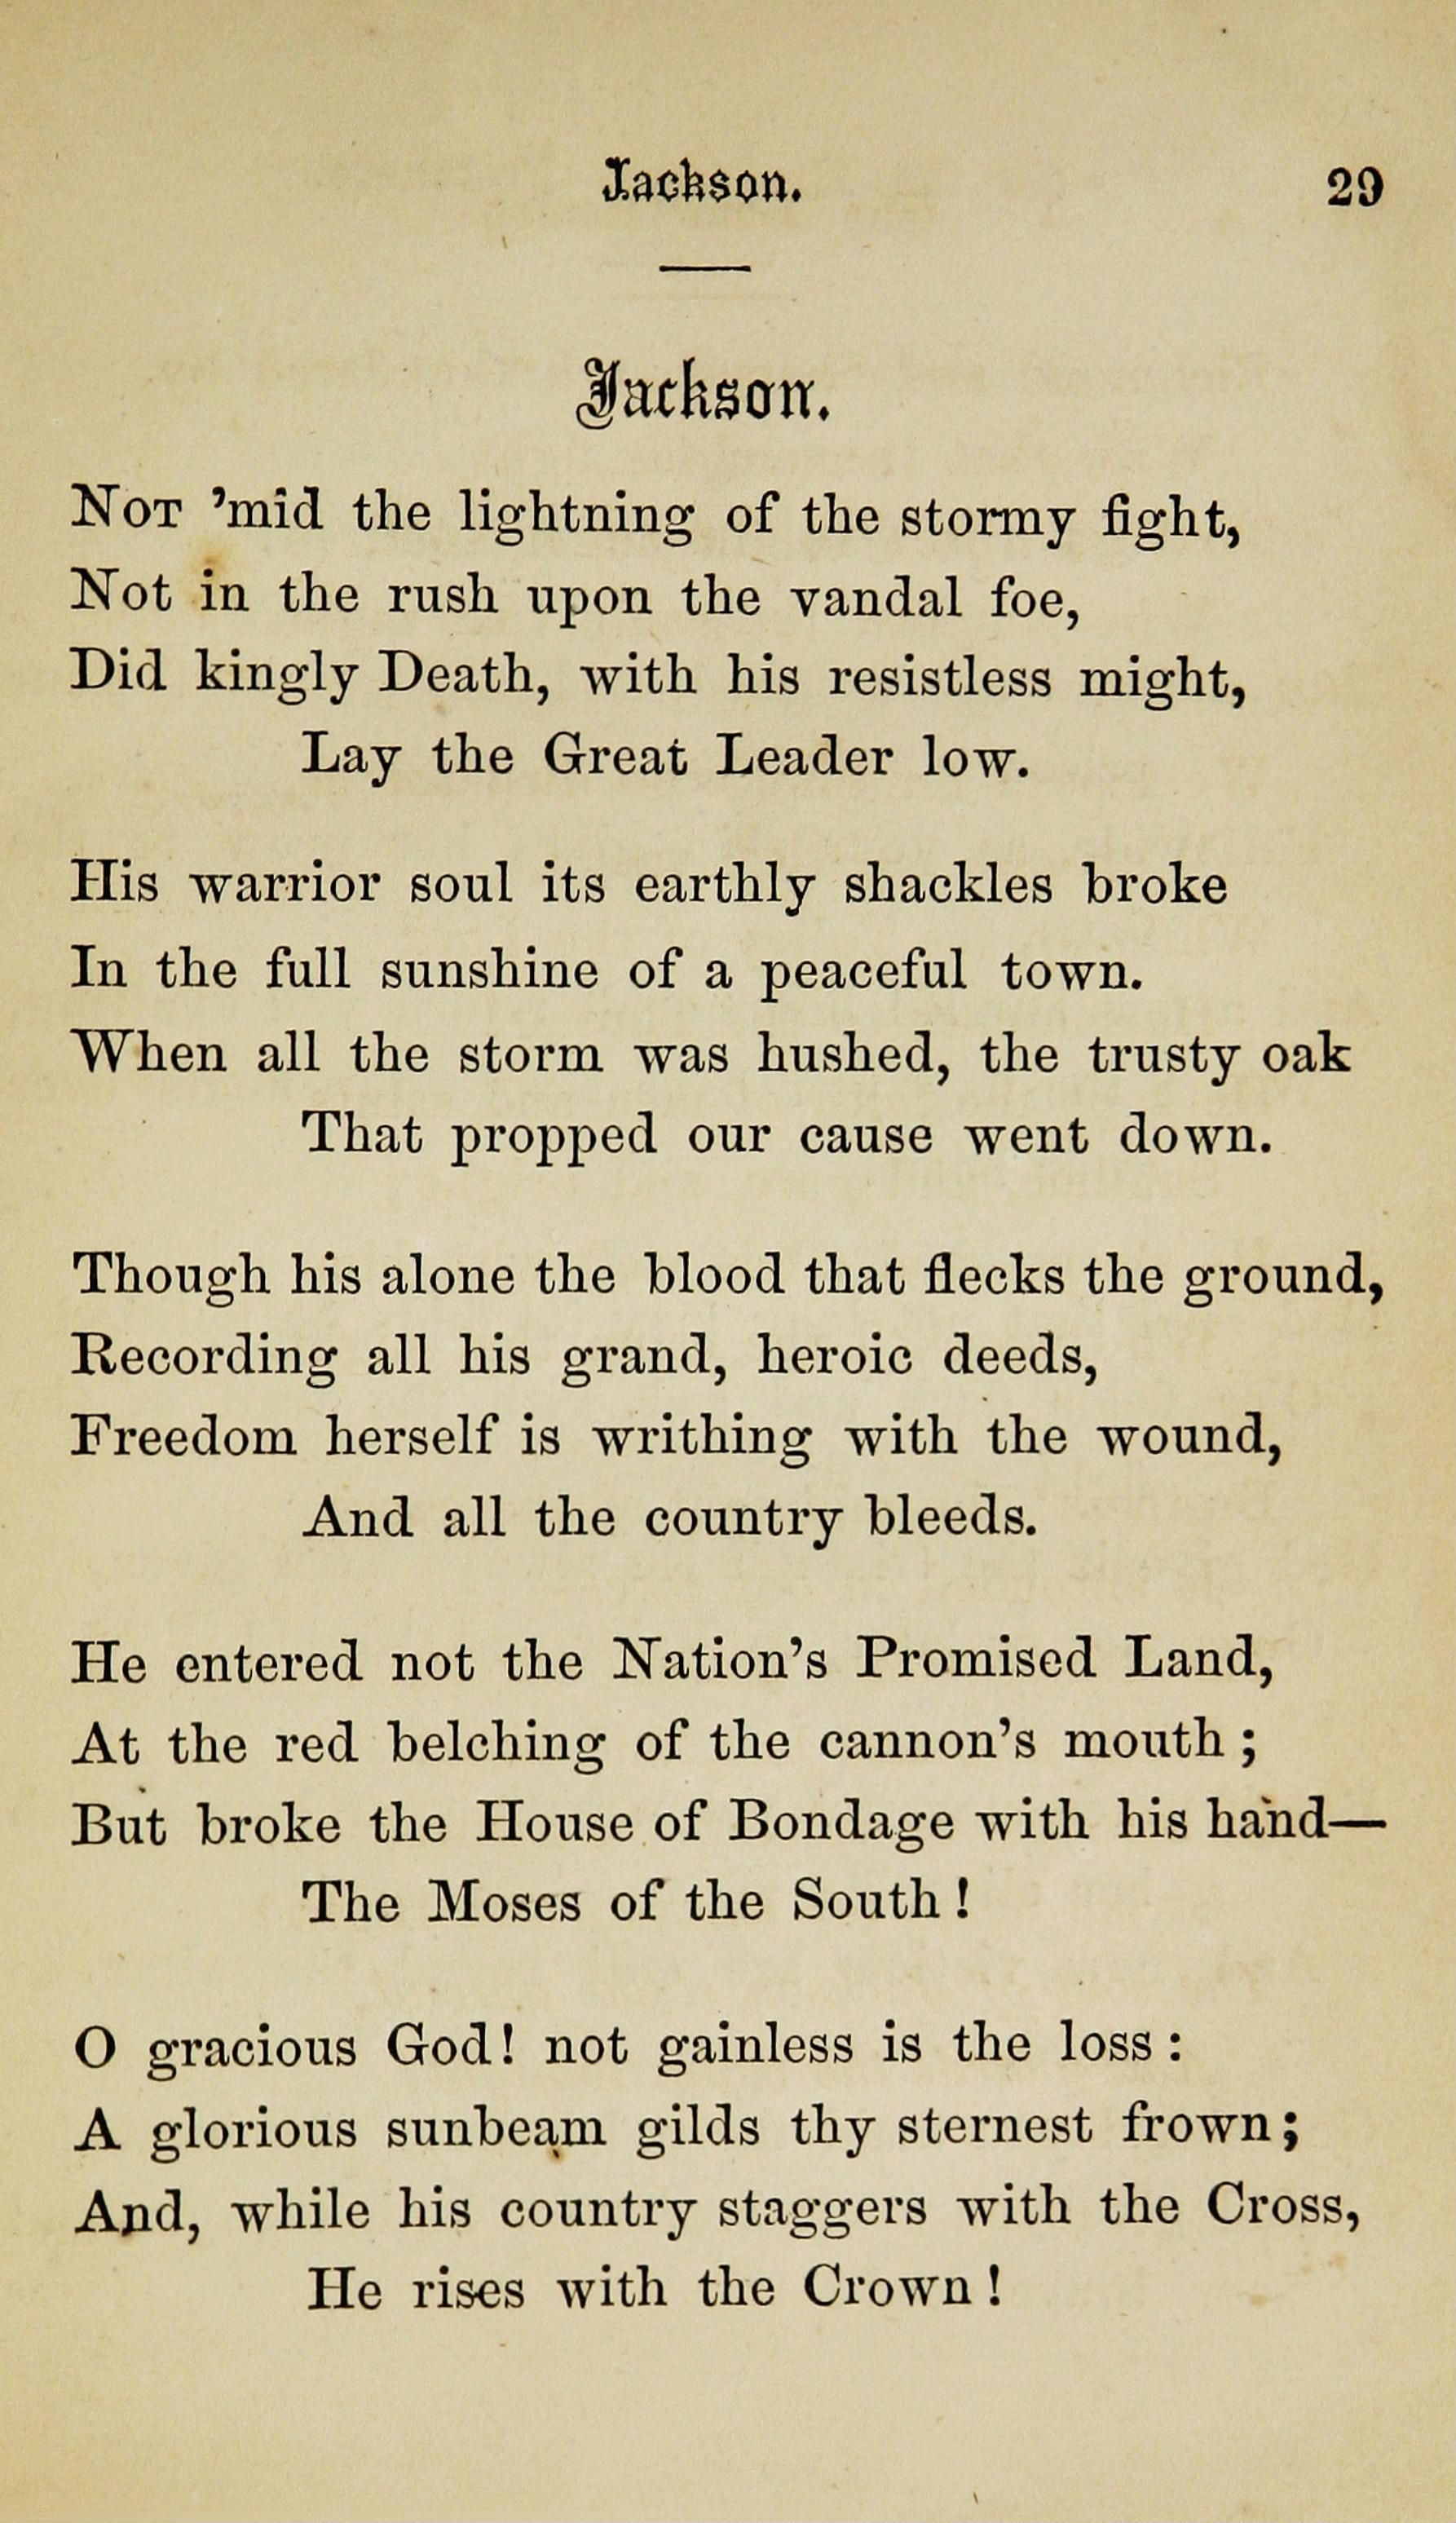 Jackson. 29
Jackson.
NOT ’mid the lightning of the stormy fight,
Not in the rush upon the vandal foe,
Did kingly Death, with his resistless might,
Lay the Great Leader low.
His warrior soul its earthly shackles broke
In the full sunshine of a peaceful town.
When all the storm was hushed, the trusty oak
That propped our cause went down.
Though his alone the blood that flecks the ground,
Recording all his grand, heroic deeds,
Freedom herself is writhing with the wound,
And all the country bleeds.
He entered not the Nation’s Promised Land,
At the red belching of the cannon’s mouth ;
But broke the House of Bondage with his hand—
The Moses of the South !
O gracious God! not gainless is the loss :
A glorious sunbeam gilds thy sternest frown ;
And, while his country staggers with the Cross,
He rises with the Crown !